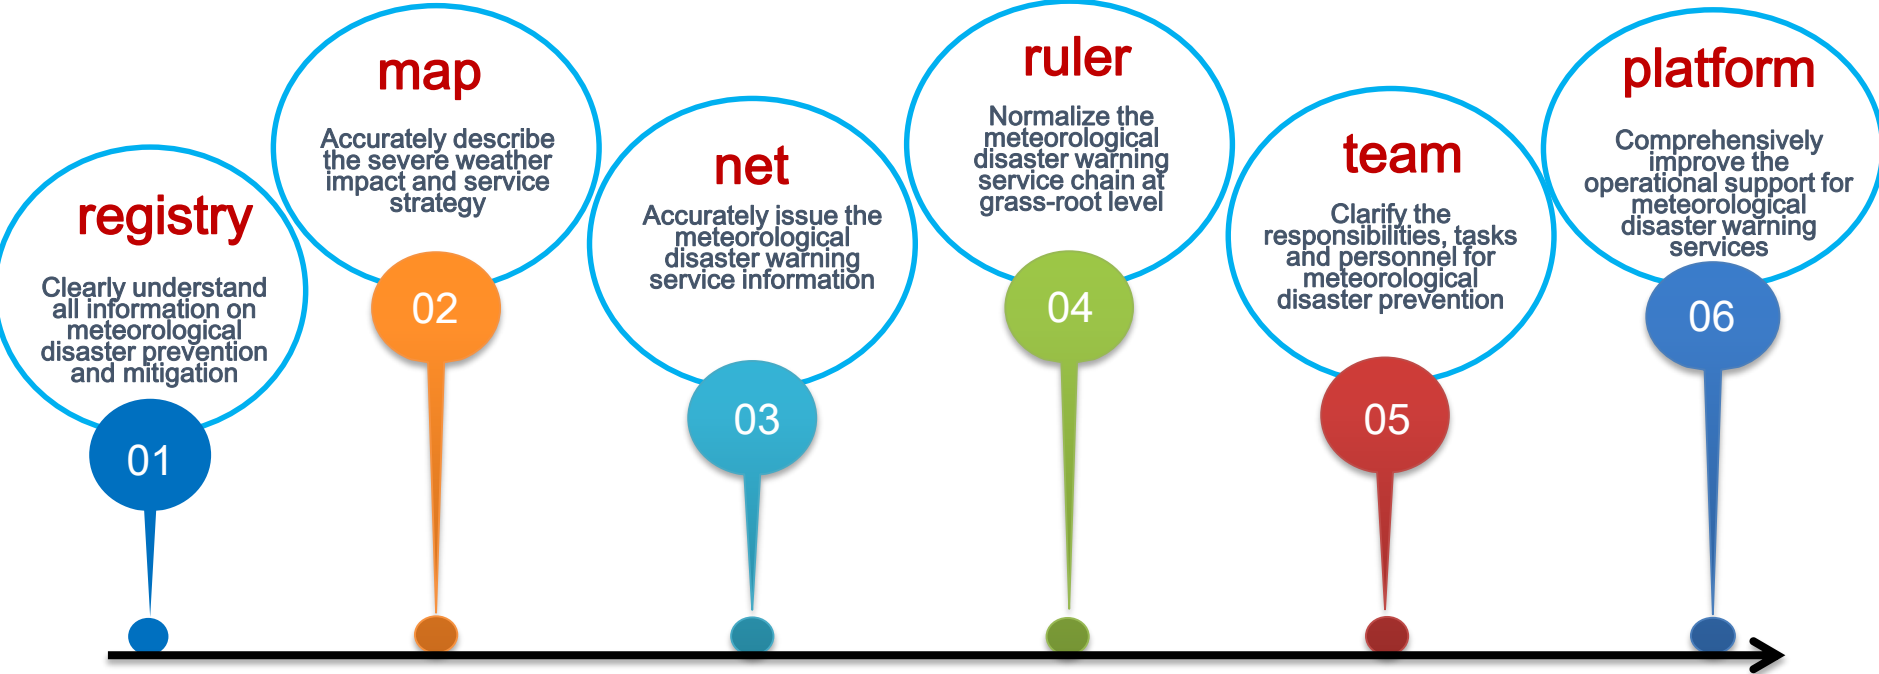 registry
Clearly understand
all information on
meteorological
disaster prevention
and mitigation
01
map
Accurately describe
the severe weather
impact and service
strategy
02
net
Accurately issue the
meteorological
disaster warning
service information
03
ruler
Normalize the
meteorological
disaster warning
service chain at
grass-root level
04
team
Clarify the
responsibilities, tasks
and personnel for
meteorological
disaster prevention
05
platform
Comprehensively
improve the
operational support for
meteorological
disaster warning
services
06